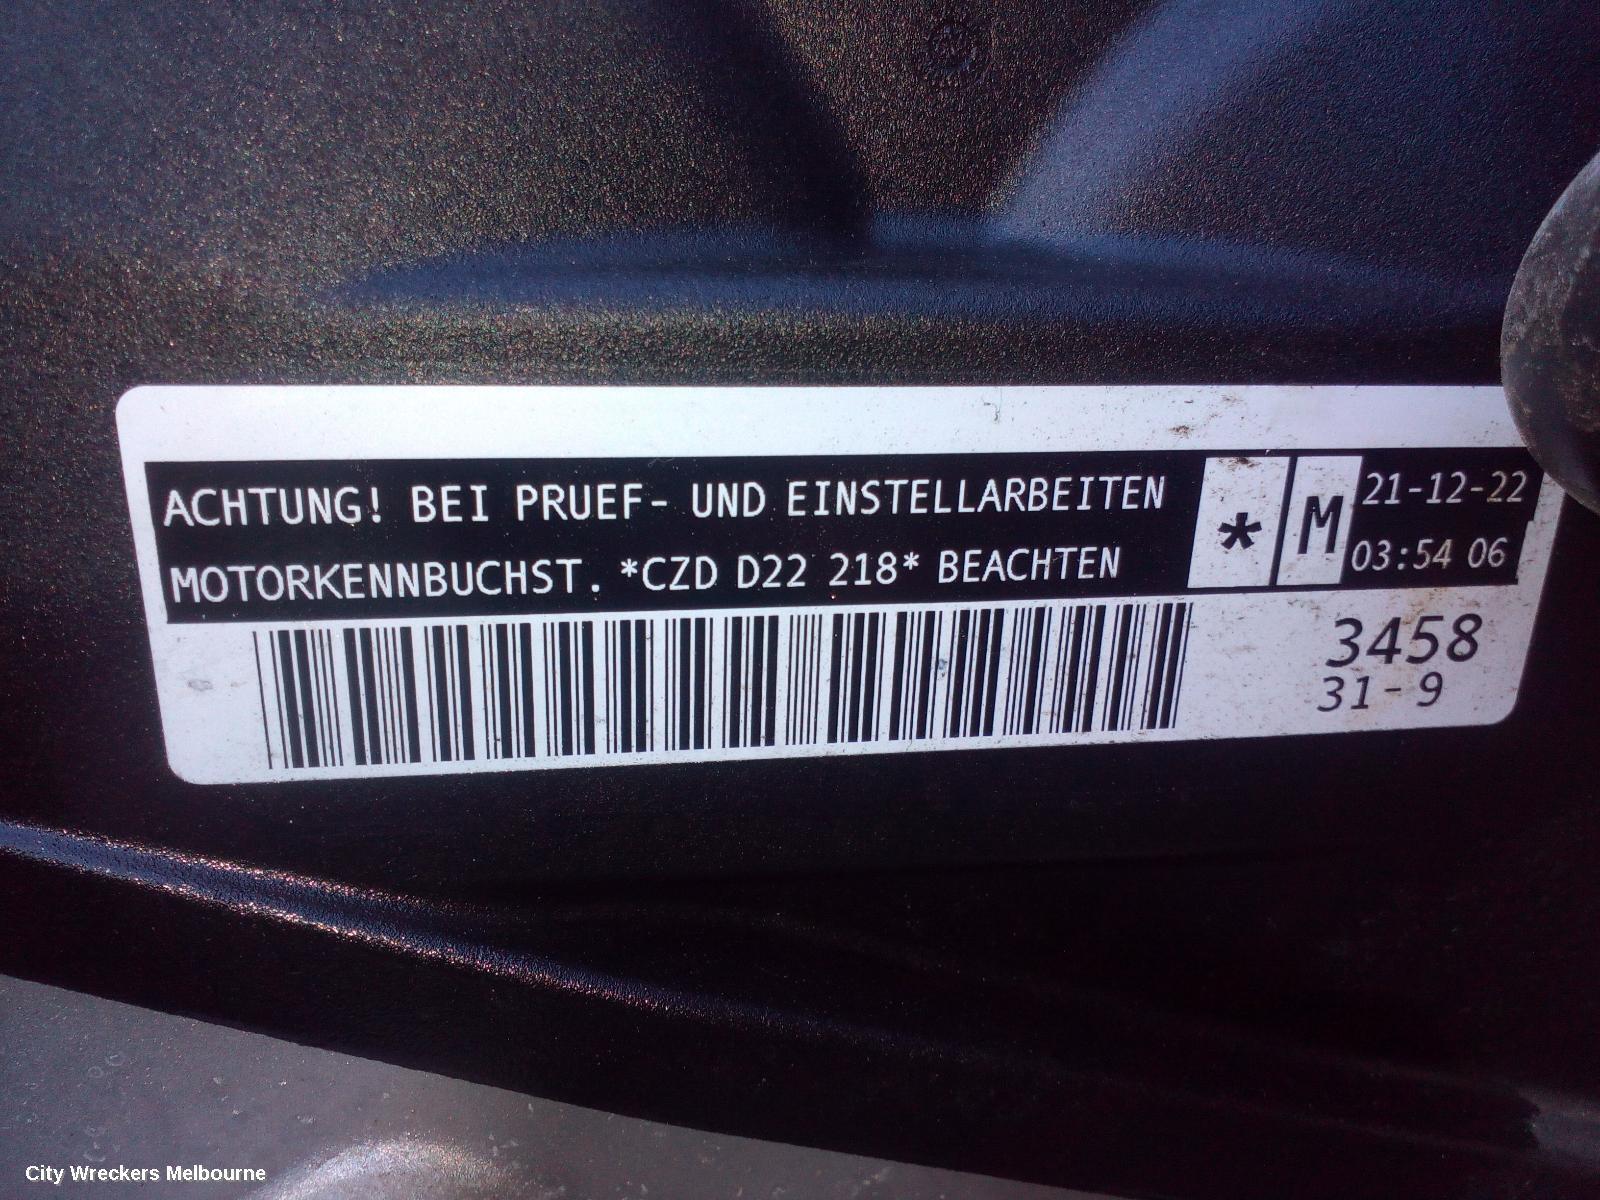 ACHTUNG! BEI PRUEF- UND EINSTELLARBEITEN
MOTORKENNBUCHST. *CZD D22 218* BEACHTEN
* M
21-12-22
03:54 06
3458
31-9
City Wreckers Melbourne